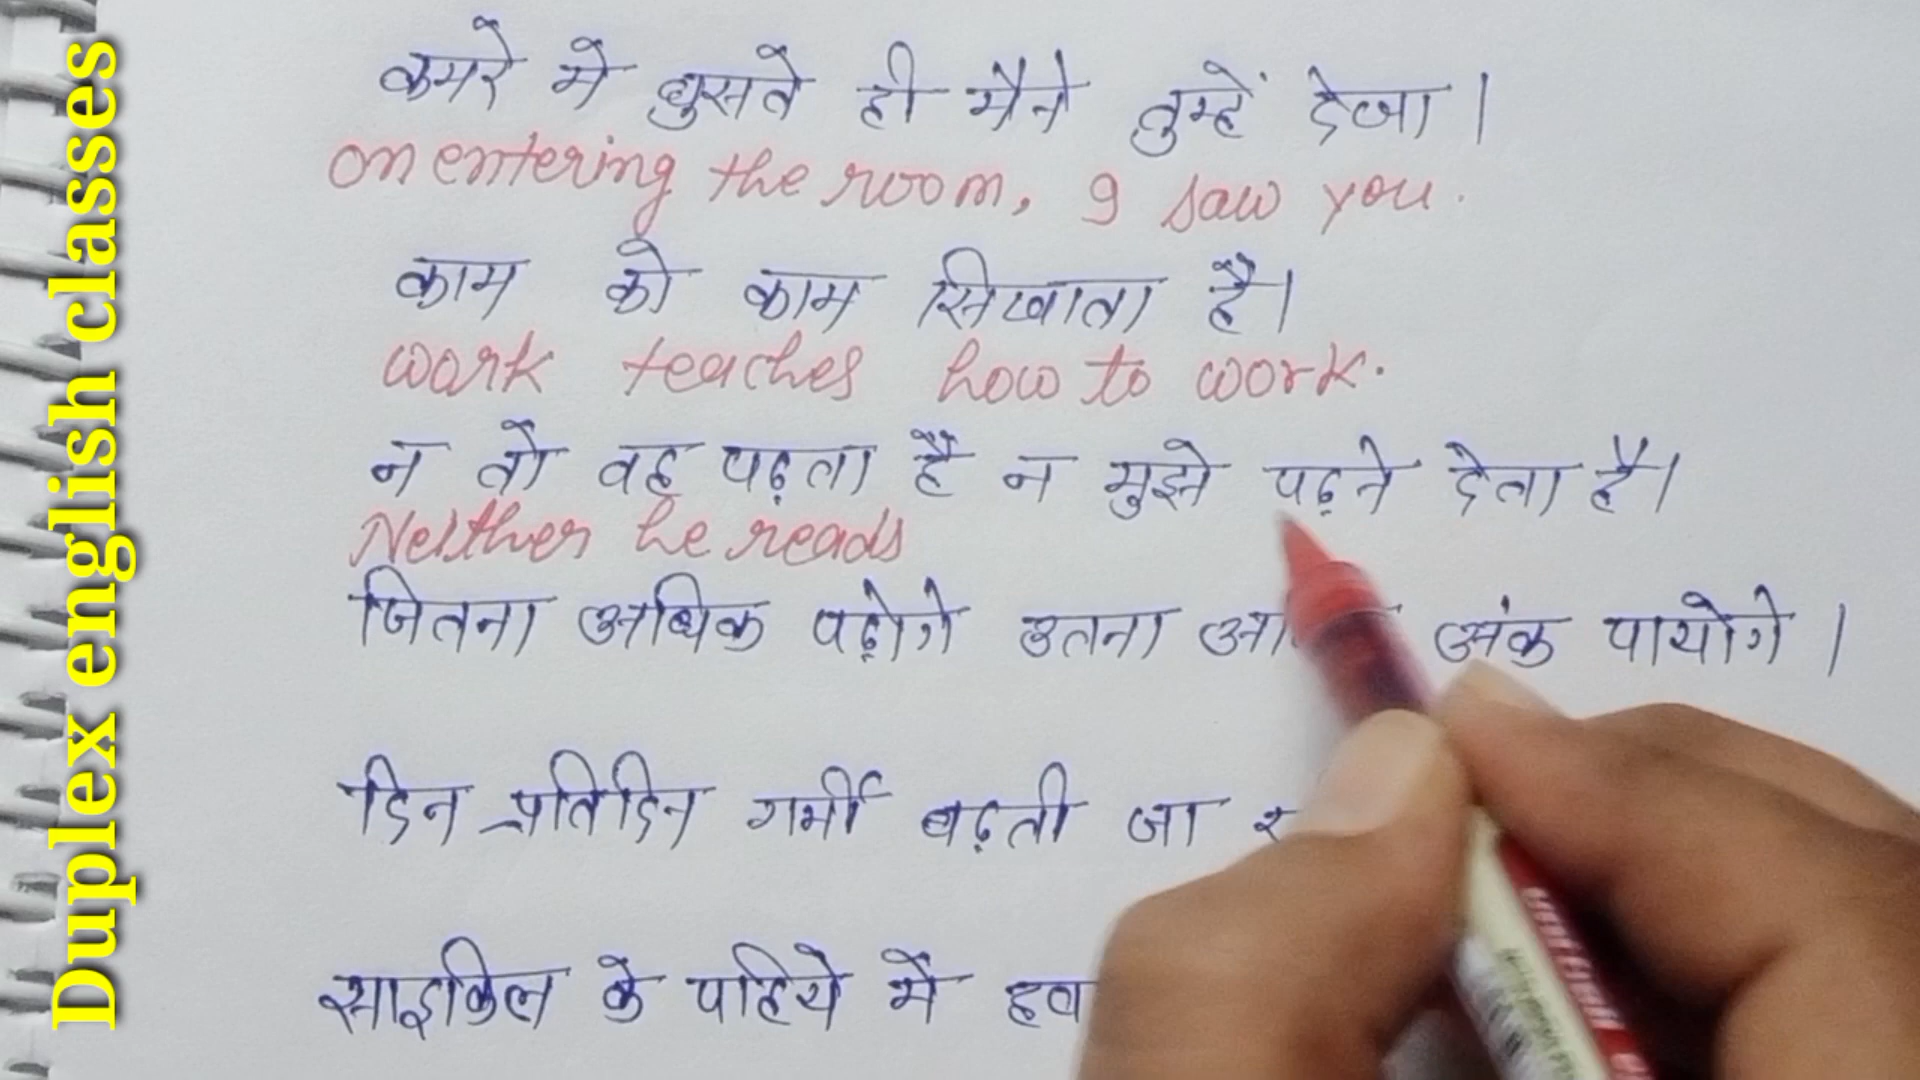 Duplex english classes
कमरे मे घुसते ही मैने तुम्हें देखा।
on entering the room, I saw you.
काम को काम सिखाता है।
work teaches how to work.
न तो वह पढ़ता है न मुझे पढ़ने देता है।
Neither he reads
जितना अधिक पढ़ोगे उतना अंक पायोगे।
दिन प्रतिदिन गर्मी बढ़ती जा
साइकिल के पहिये में